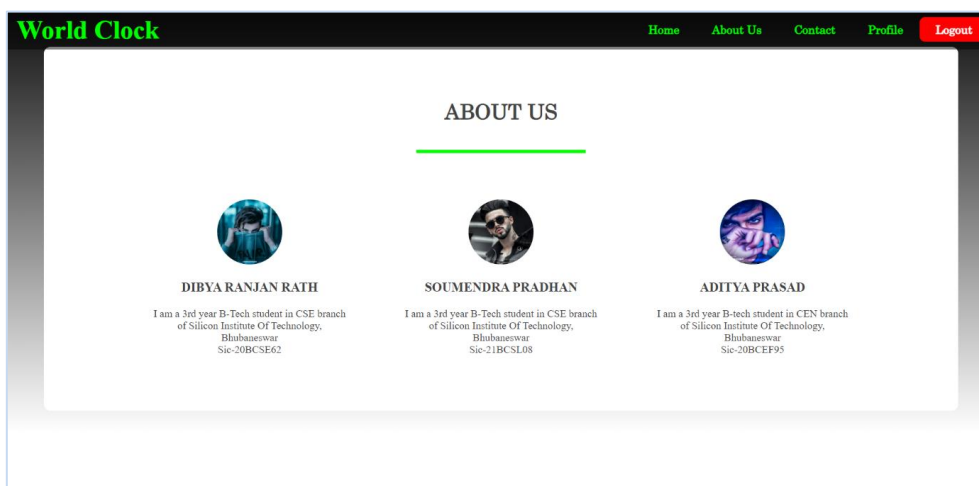 World Clock
Home About Us Contact Profile Logout
ABOUT US
DIBYA RANJAN RATH
I am a 3rd year B-Tech student in CSE branch
of Silicon Institute Of Technology,
Bhubaneswar
Sic-20BCSE62
SOUMENDRA PRADHAN
I am a 3rd year B-Tech student in CSE branch
of Silicon Institute Of Technology,
Bhubaneswar
Sic-21BCSL08
ADITYA PRASAD
I am a 3rd year B-Tech student in CEN branch
of Silicon Institute Of Technology,
Bhubaneswar
Sic-20BCEF95